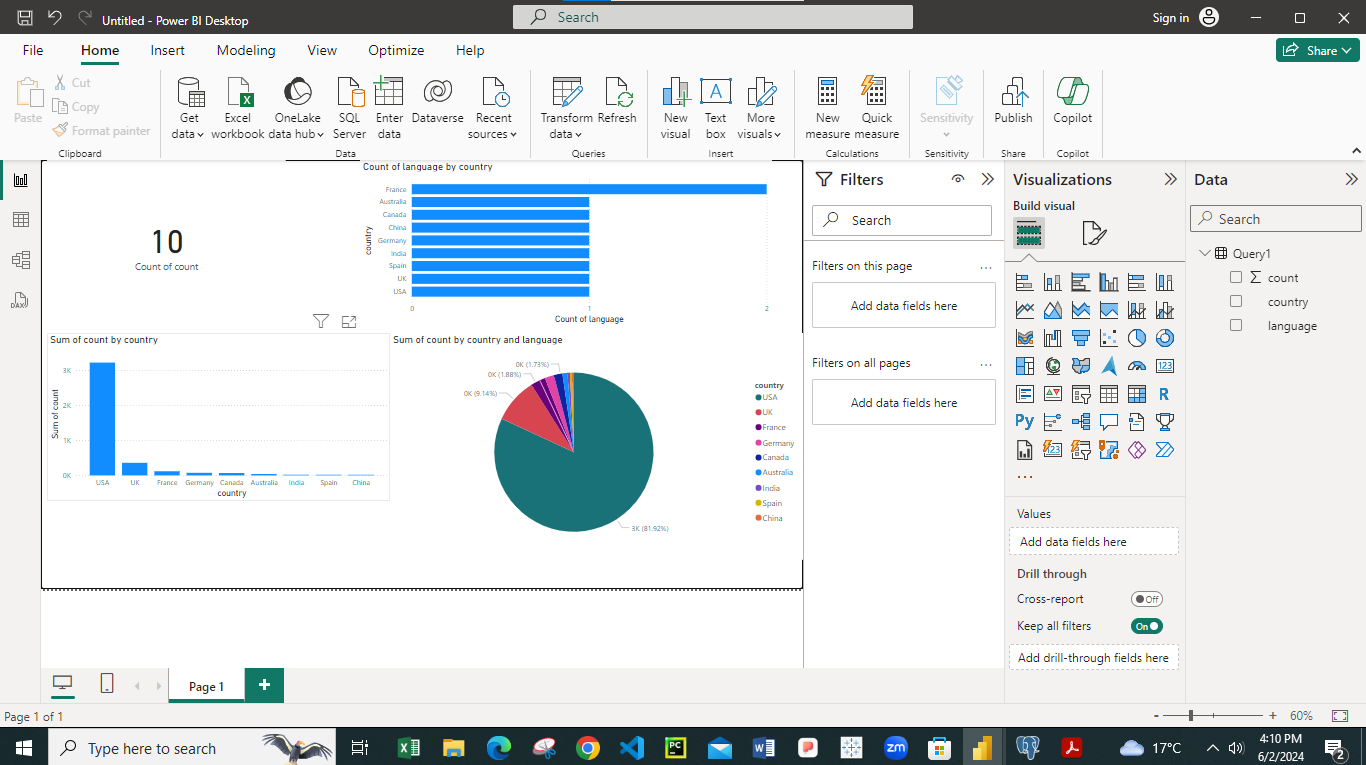 Untitled - Power BI Desktop
Search
Sign in
File
Home
Insert
Modeling
View
Optimize
Help
Share
Paste
Cut
Copy
Format painter
Clipboard
Get data
Excel workbook
OneLake data hub
SQL Server
Enter data
Dataverse
Recent sources
Data
Transform data
Refresh
Queries
New visual
Text box
More visuals
Insert
New measure
Quick measure
Calculations
Sensitivity
Sensitivity
Publish
Share
Copilot
Copilot
DAX
10
Count of count
Count of language by country
country
France
Australia
Canada
China
Germany
India
Spain
UK
USA
0
1
2
Count of language
Sum of count by country
Sum of count
3K
2K
1K
0K
USA
UK
France
Germany
Canada
Australia
India
Spain
China
country
Sum of count by country and language
0K (1.73%)
0K (1.88%)
0K (9.14%)
3K (81.92%)
country
USA
UK
France
Germany
Canada
Australia
India
Spain
China
Filters
Search
Filters on this page
...
Add data fields here
Filters on all pages
...
Add data fields here
Visualizations
Build visual
123
R
Py
123
...
Values
Add data fields here
Drill through
Cross-report
Off
Keep all filters
On
Add drill-through fields here
Data
Search
Query1
Σ count
country
language
Page 1
+
Page 1 of 1
- + 60%
Type here to search
PC
zm
17°C
4:10 PM
6/2/2024
2